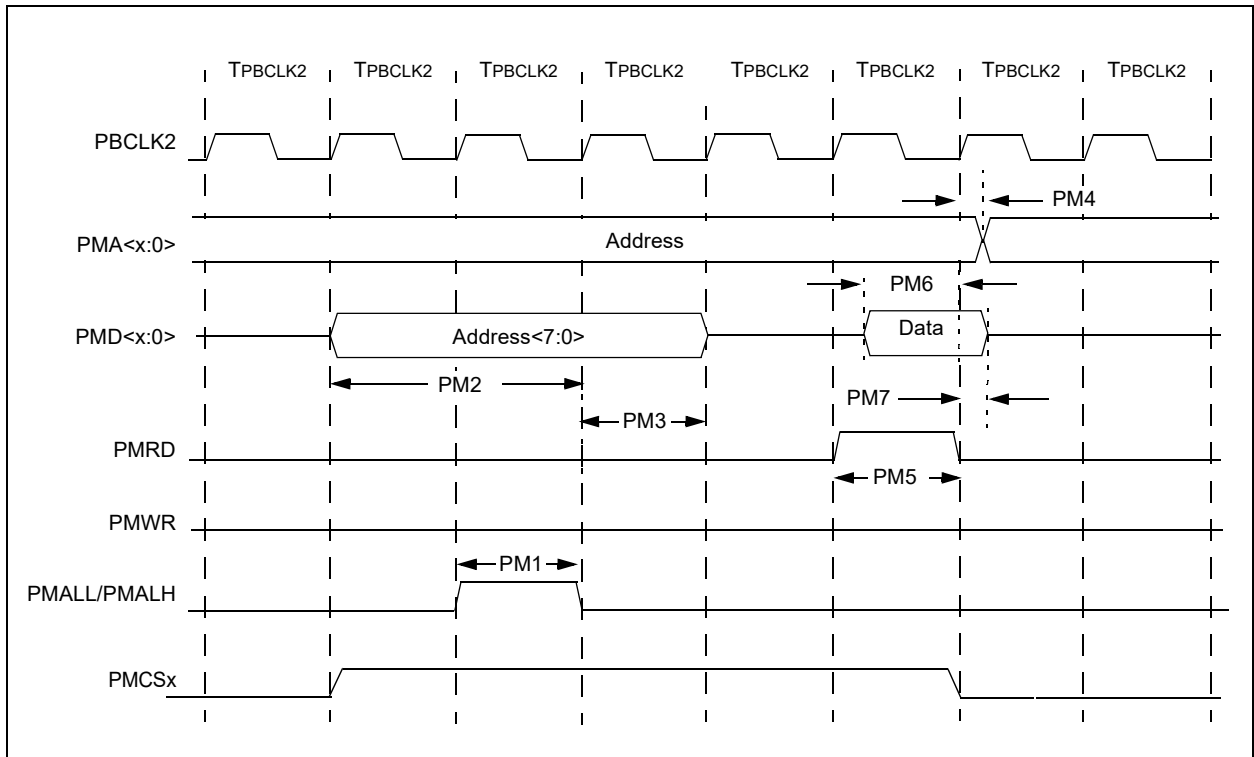 TPBCLK2 TPBCLK2 TPBCLK2 TPBCLK2 TPBCLK2 TPBCLK2 TPBCLK2 TPBCLK2
PBCLK2
PM4
PMA<x:0>
Address
PM6
PMD<x:0>
Address<7:0>
Data
PM2
PM7
PM3
PMRD
PM5
PMWR
PM1
PMALL/PMALH
PMCSx